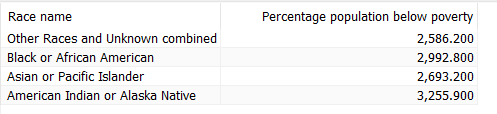 Race name Percentage population below poverty
Other Races and Unknown combined 2,586.200
Black or African American 2,992.800
Asian or Pacific Islander 2,693.200
American Indian or Alaska Native 3,255.900